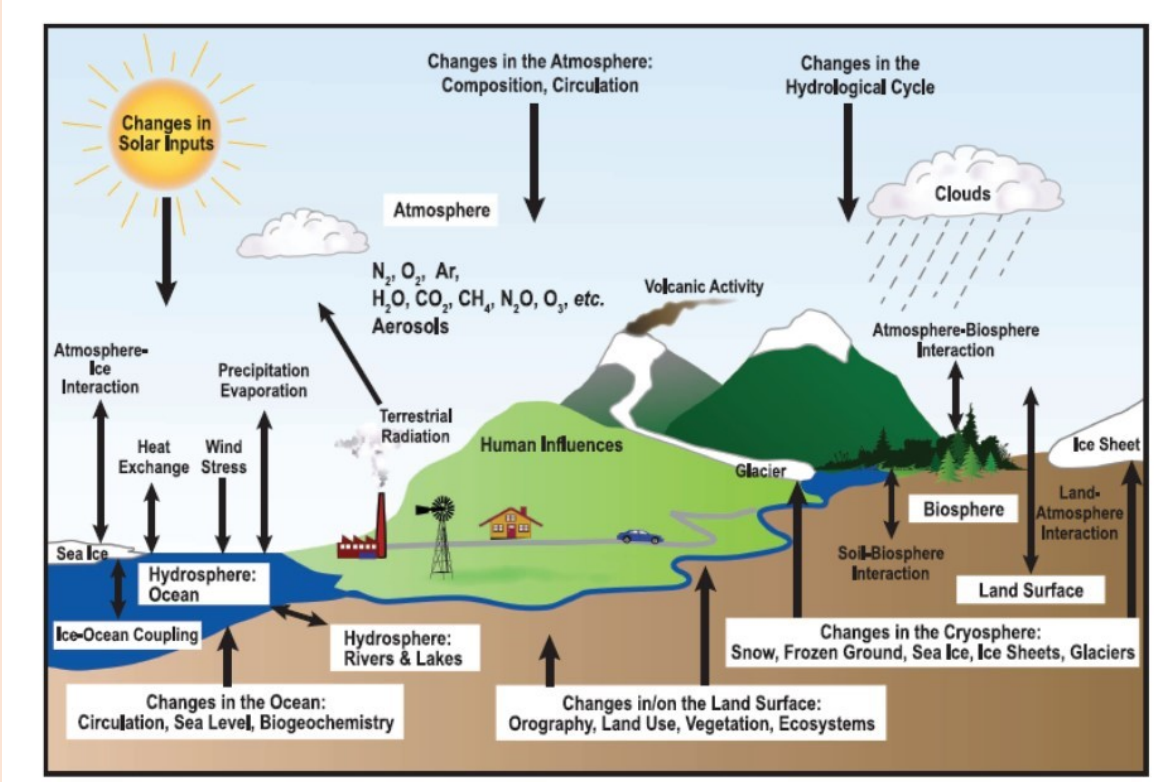 Changes in
Solar Inputs
Changes in the Atmosphere:
Composition, Circulation
Changes in the
Hydrological Cycle
Clouds
Atmosphere
N₂, O₂, Ar,
H₂O, CO₂, CH₄, N₂O, O₃, etc.
Aerosols
Volcanic Activity
Atmosphere-Biosphere
Interaction
Atmosphere-
Ice
Interaction
Precipitation
Evaporation
Terrestrial
Radiation
Heat
Exchange
Wind
Stress
Human Influences
Glacier
Ice Sheet
Biosphere
Land-
Atmosphere
Interaction
Soil-Biosphere
Interaction
Land Surface
Sea Ice
Hydrosphere:
Ocean
Ice-Ocean Coupling
Hydrosphere:
Rivers & Lakes
Changes in the Cryosphere:
Snow, Frozen Ground, Sea Ice, Ice Sheets, Glaciers
Changes in the Ocean:
Circulation, Sea Level, Biogeochemistry
Changes in/on the Land Surface:
Orography, Land Use, Vegetation, Ecosystems